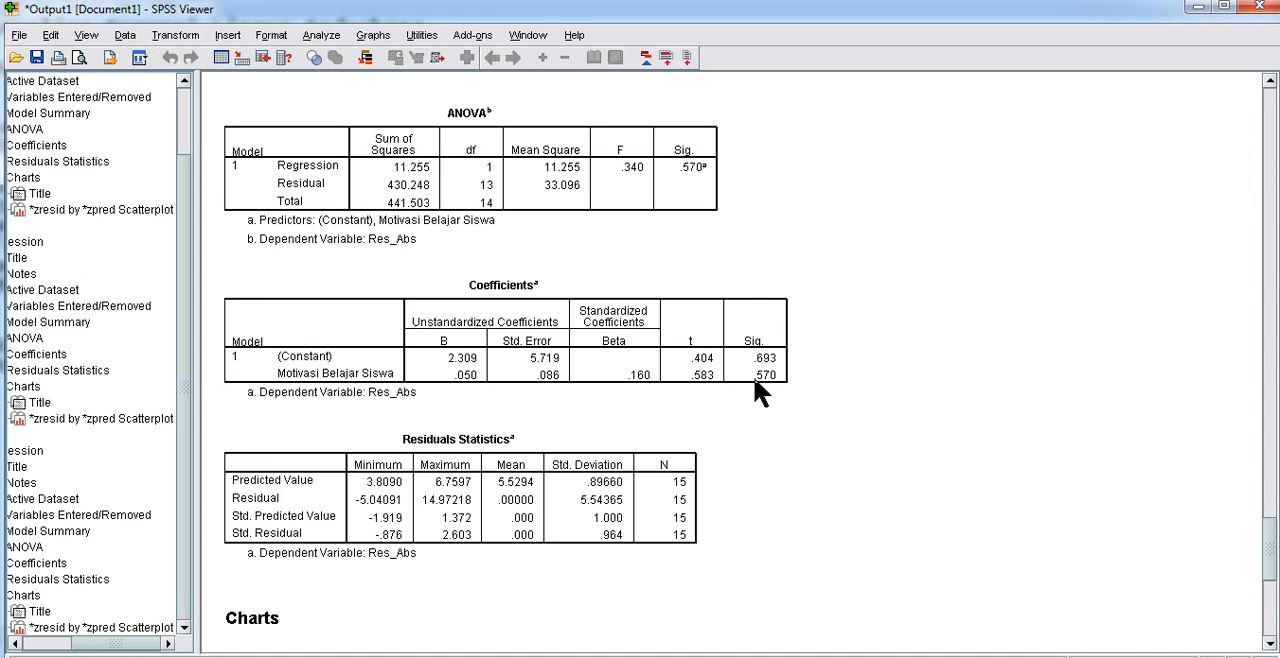 *Output1 [Document1] - SPSS Viewer
File Edit View Data Transform Insert Format Analyze Graphs Utilities Add-ons Window Help
Active Dataset
Variables Entered/Removed
Model Summary
ANOVA
Coefficients
Residuals Statistics
Charts
Title
*zresid by *zpred Scatterplot
ession
Title
Notes
Active Dataset
Variables Entered/Removed
Model Summary
ANOVA
Coefficients
Residuals Statistics
Charts
Title
*zresid by *zpred Scatterplot
ession
Title
Notes
Active Dataset
Variables Entered/Removed
Model Summary
ANOVA
Coefficients
Residuals Statistics
Charts
Title
*zresid by *zpred Scatterplot
ANOVAb
Model Sum of Squares df Mean Square F Sig.
1 Regression 11.255 1 11.255 .340 .570a
Residual 430.248 13 33.096
Total 441.503 14
a. Predictors: (Constant), Motivasi Belajar Siswa
b. Dependent Variable: Res_Abs
Coefficientsa
Unstandardized Coefficients Standardized Coefficients
Model B Std. Error Beta t Sig.
1 (Constant) 2.309 5.719 .404 .693
Motivasi Belajar Siswa .050 .086 .160 .583 .570
a. Dependent Variable: Res_Abs
Residuals Statisticsa
Minimum Maximum Mean Std. Deviation N
Predicted Value 3.8090 6.7597 5.5294 .89660 15
Residual -5.04091 14.97218 .00000 5.54365 15
Std. Predicted Value -1.919 1.372 .000 1.000 15
Std. Residual -.876 2.603 .000 .964 15
a. Dependent Variable: Res_Abs
Charts